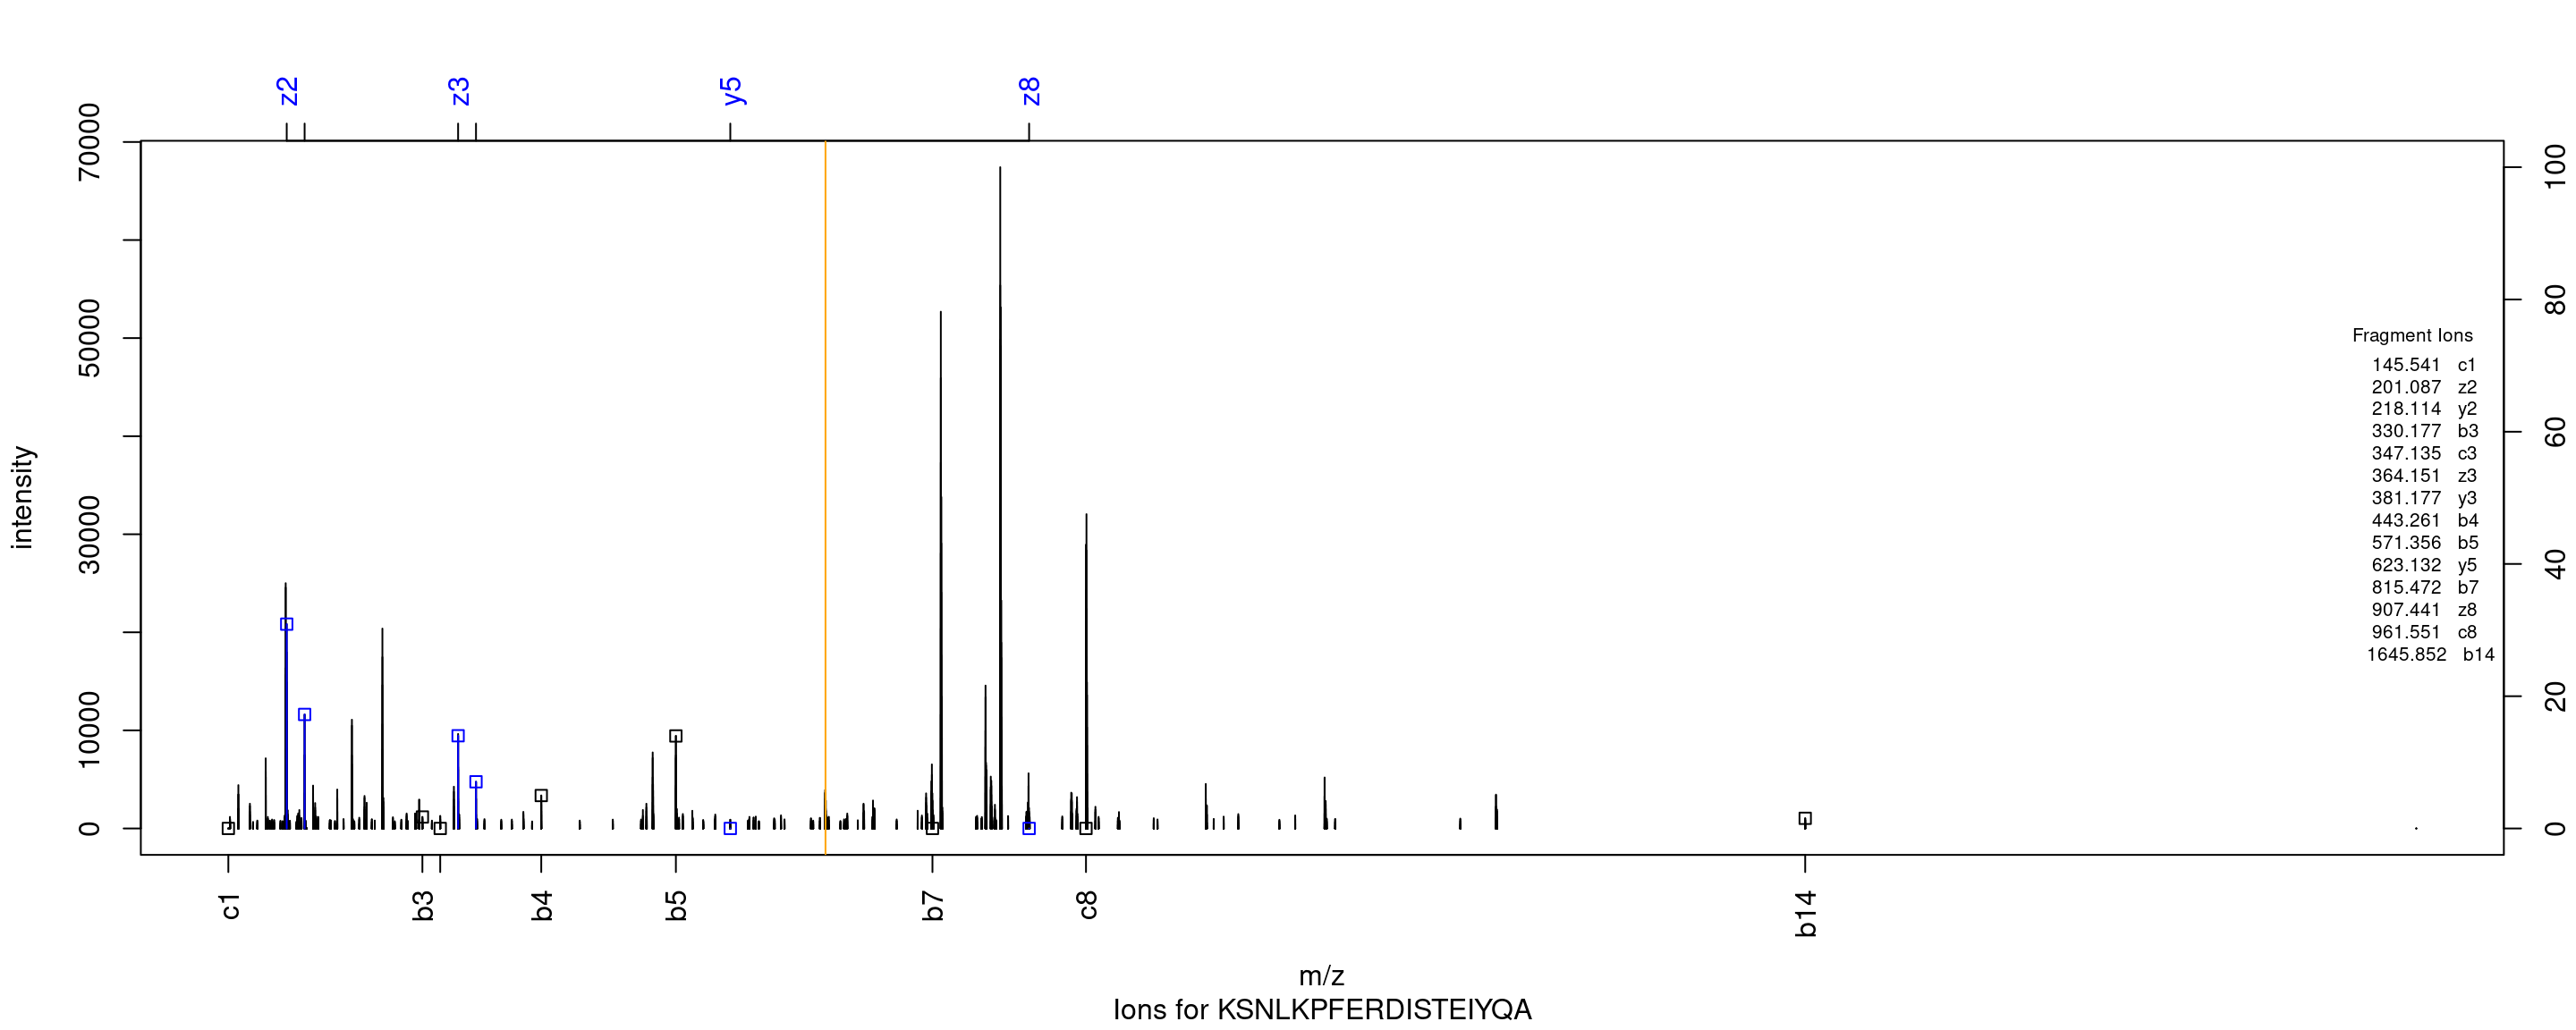 z2 z3 y5 z8
70000
50000
30000
10000
0
intensity
100
80
60
40
20
0
Fragment Ions
145.541 c1
201.087 z2
218.114 y2
330.177 b3
347.135 c3
364.151 z3
381.177 y3
443.261 b4
571.356 b5
623.132 y5
815.472 b7
907.441 z8
961.551 c8
1645.852 b14
c1 b3 b4 b5 b7 c8 b14
m/z
Ions for KSNLKPFERDISTEIYQA